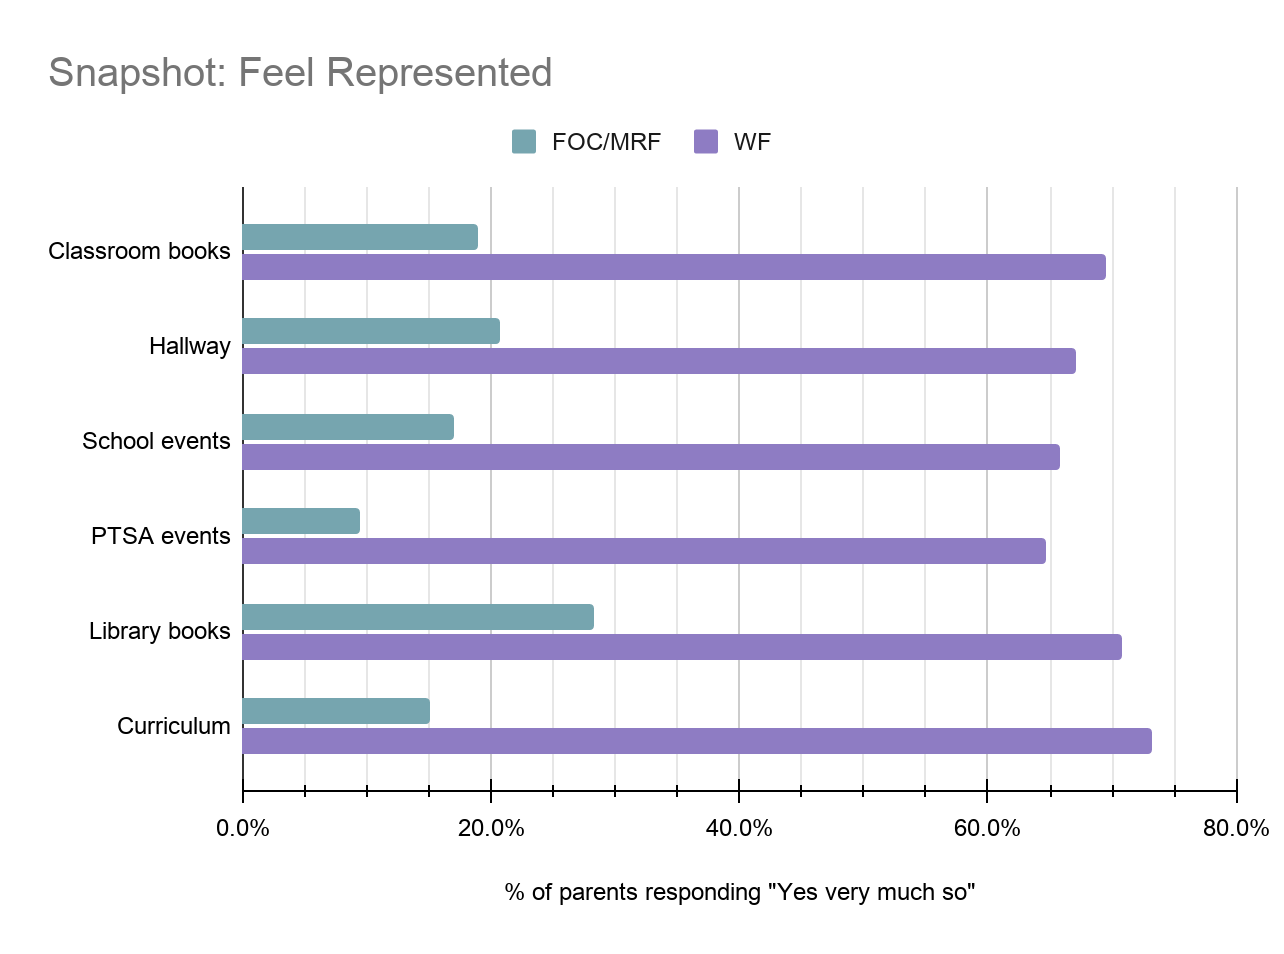 Snapshot: Feel Represented
FOC/MRF WF
Classroom books
Hallway
School events
PTSA events
Library books
Curriculum
0.0% 20.0% 40.0% 60.0% 80.0%
% of parents responding "Yes very much so"